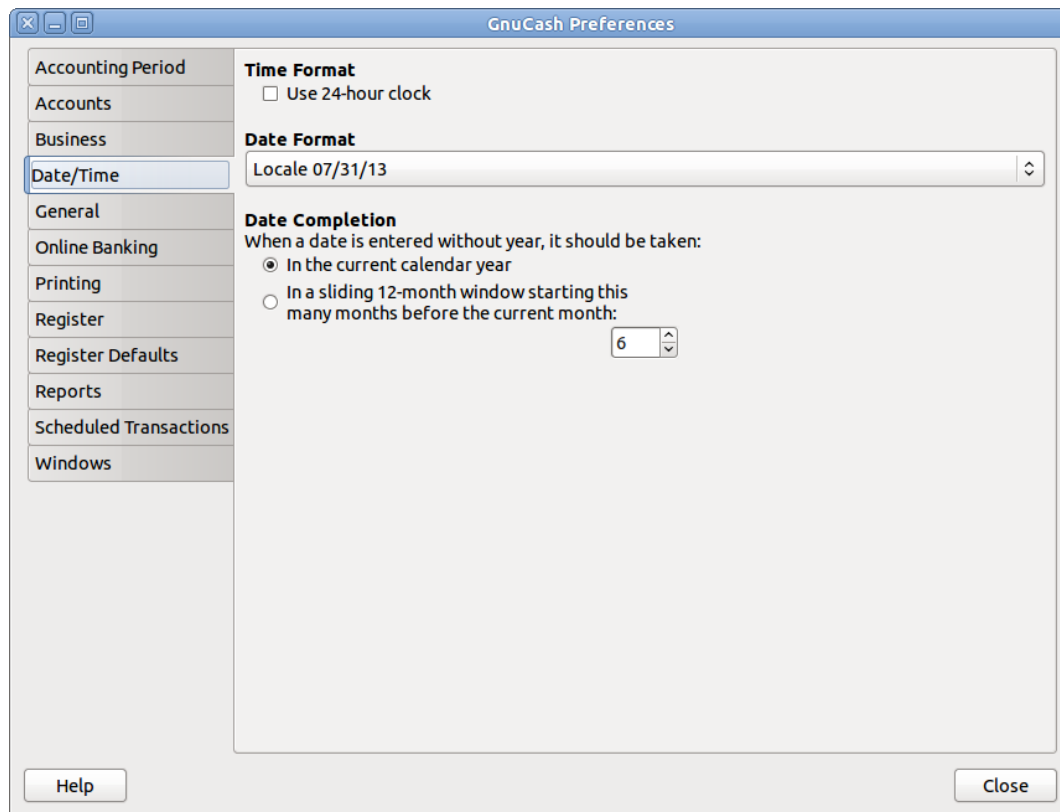 GnuCash Preferences
Accounting Period
Accounts
Business
Date/Time
General
Online Banking
Printing
Register
Register Defaults
Reports
Scheduled Transactions
Windows
Time Format
Use 24-hour clock
Date Format
Locale 07/31/13
Date Completion
When a date is entered without year, it should be taken:
In the current calendar year
In a sliding 12-month window starting this
many months before the current month:
6
Help
Close